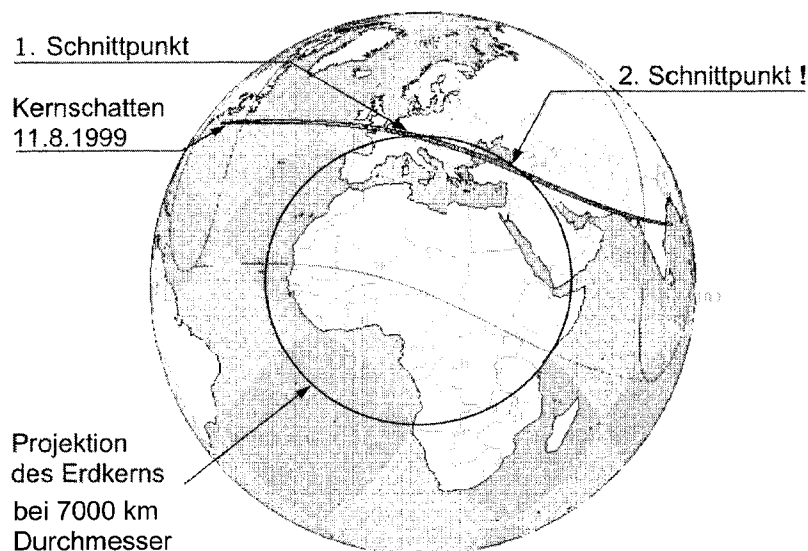 1. Schnittpunkt
2. Schnittpunkt !
Kernschatten
11.8.1999
Projektion
des Erdkerns
bei 7000 km
Durchmesser